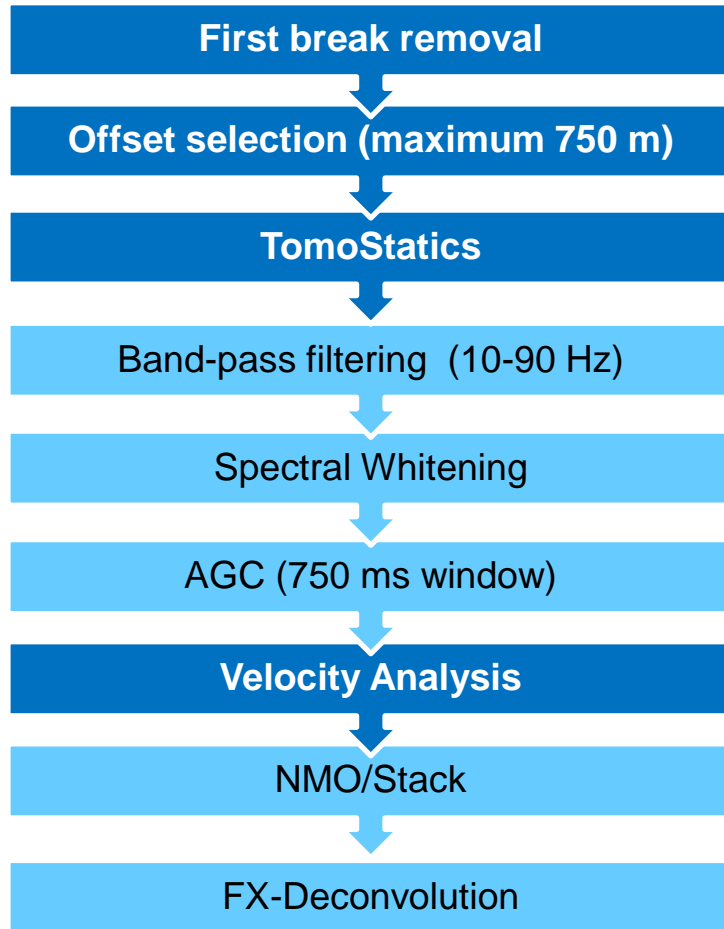 First break removal
Offset selection (maximum 750 m)
TomoStatics
Band-pass filtering  (10-90 Hz)
Spectral Whitening
AGC (750 ms window)
Velocity Analysis
NMO/Stack
FX-Deconvolution